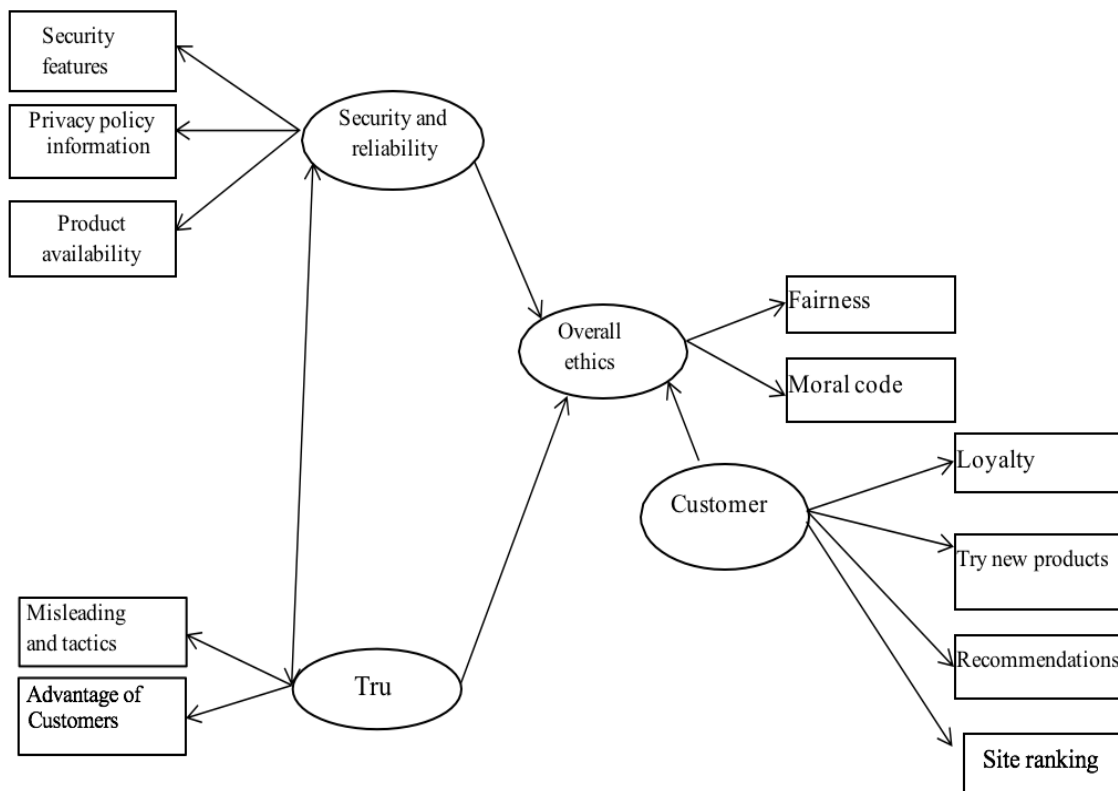 Security
features
Privacy policy
information
Product
availability
Security and
reliability
Overall
ethics
Fairness
Moral code
Customer
Loyalty
Try new products
Recommendations
Site ranking
Misleading
and tactics
Advantage of
Customers
Tru